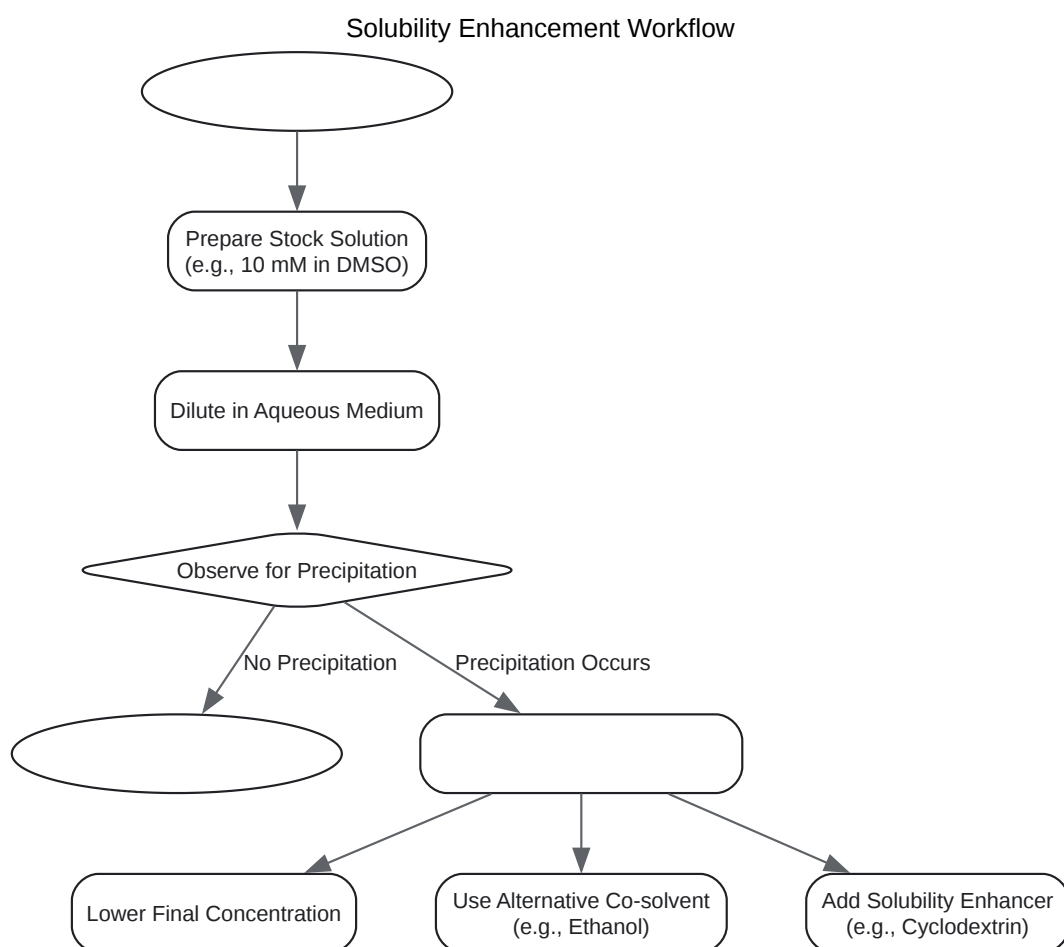 Solubility Enhancement Workflow
Prepare Stock Solution
(e.g., 10 mM in DMSO)
Dilute in Aqueous Medium
Observe for Precipitation
No Precipitation
Precipitation Occurs
Lower Final Concentration
Use Alternative Co-solvent
(e.g., Ethanol)
Add Solubility Enhancer
(e.g., Cyclodextrin)